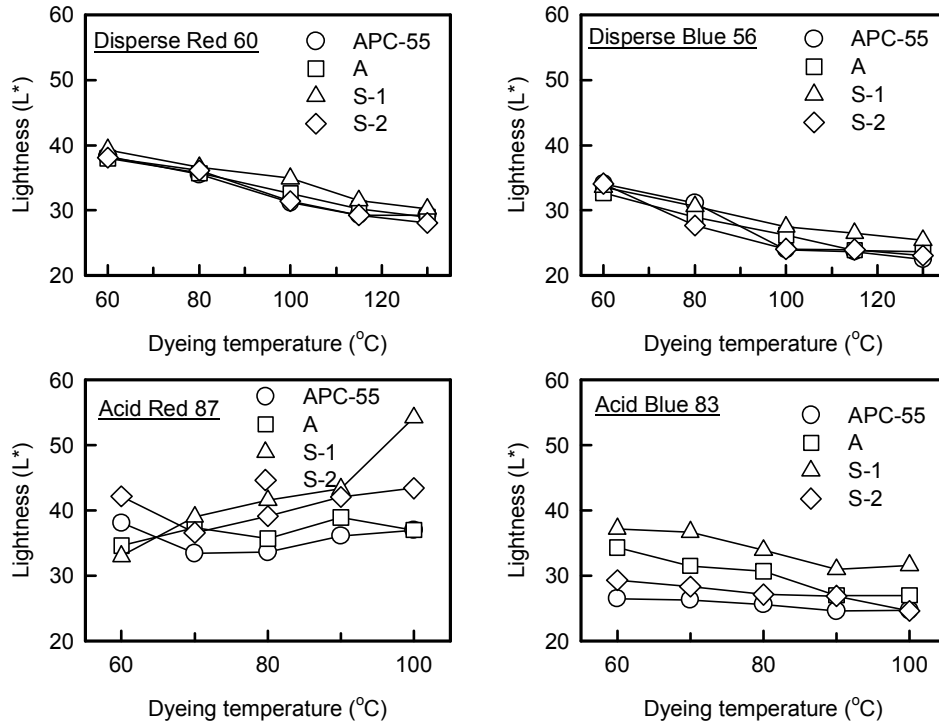 60
50
40
30
20
Lightness (L*)
Disperse Red 60
APC-55
A
S-1
S-2
60 80 100 120
Dyeing temperature (°C)
60
50
40
30
20
Lightness (L*)
Disperse Blue 56
APC-55
A
S-1
S-2
60 80 100 120
Dyeing temperature (°C)
60
50
40
30
20
Lightness (L*)
Acid Red 87
APC-55
A
S-1
S-2
60 80 100
Dyeing temperature (°C)
60
50
40
30
20
Lightness (L*)
Acid Blue 83
APC-55
A
S-1
S-2
60 80 100
Dyeing temperature (°C)